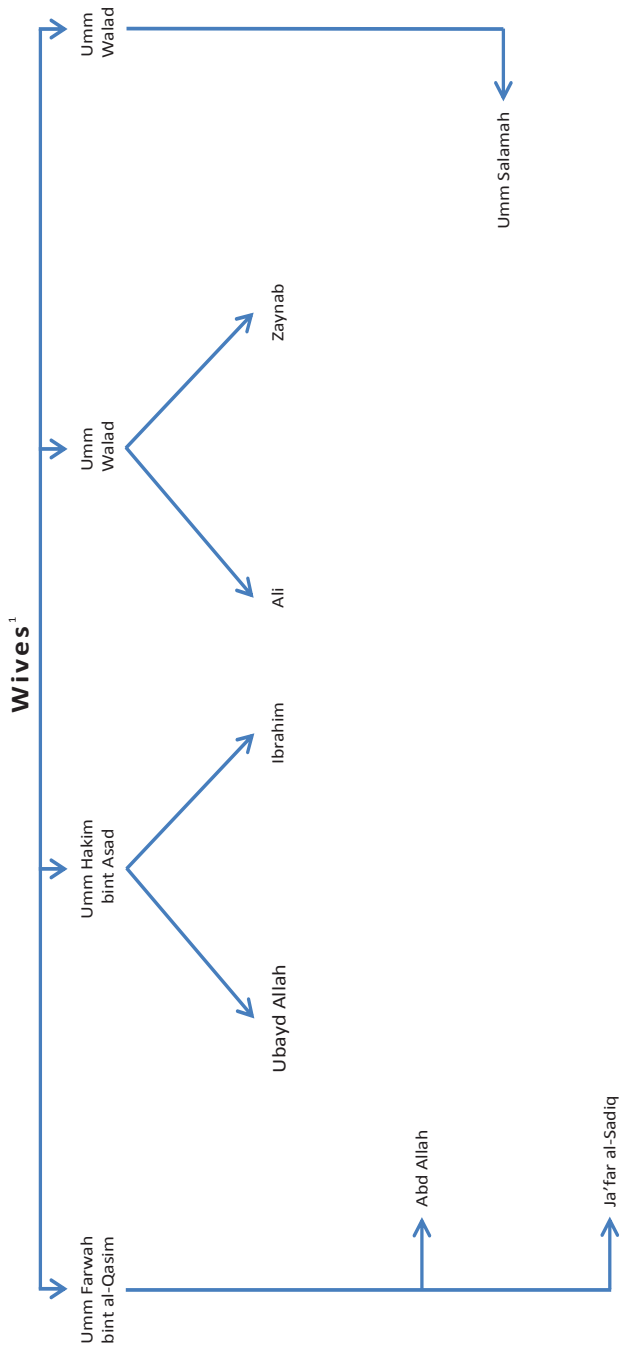 Wives¹
Umm Farwah
bint al-Qasim
Umm Hakim
bint Asad
Umm
Walad
Umm
Walad
Ubayd Allah
Ibrahim
Ali
Zaynab
Abd Allah
Umm Salamah
Ja’far al-Sadiq